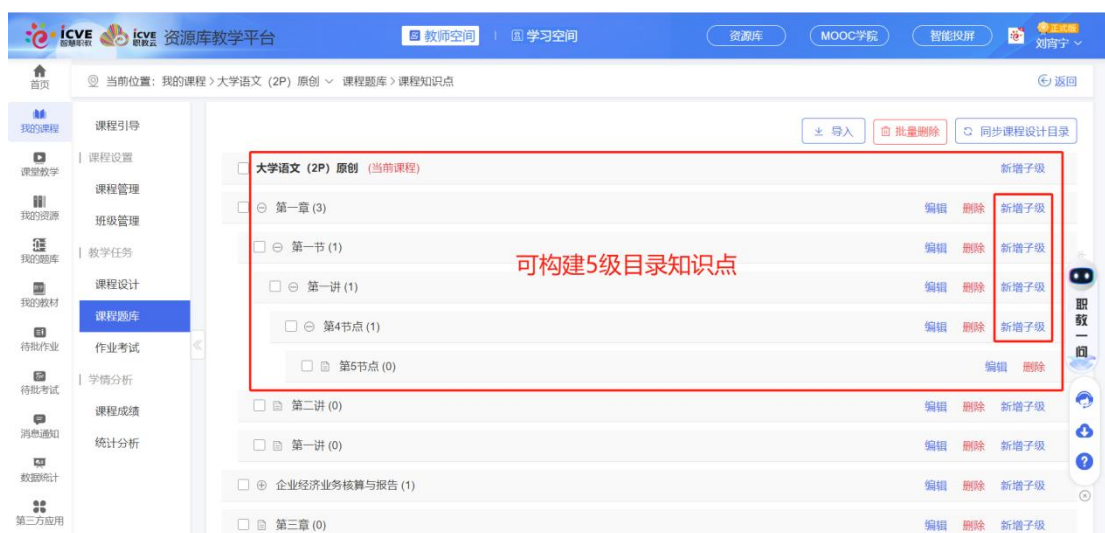 icve 智慧职教 icve 职教云 资源库教学平台 教师空间 学习空间 资源库 MOOC学院 智能投屏 正式版 刘宵宁
首页 当前位置：我的课程>大学语文（2P）原创 课程题库>课程知识点 返回
我的课程 课程引导 导入 批量删除 同步课程设计目录
课堂教学 课程设置 大学语文（2P）原创 (当前课程) 新增子级
课程管理
我的资源 班级管理 第一章 (3) 编辑 删除 新增子级
我的题库 教学任务 第一节 (1) 编辑 删除 新增子级
可构建5级目录知识点
我的教材 课程设计 第一讲 (1) 编辑 删除 新增子级
课程题库 第4节点 (1) 编辑 删除 新增子级
职教一问
待批作业 作业考试 第5节点 (0) 编辑 删除
待批考试 学情分析
课程成绩 第二讲 (0) 编辑 删除 新增子级
消息通知 统计分析 第一讲 (0) 编辑 删除 新增子级
数据统计 企业经济业务核算与报告 (1) 编辑 删除 新增子级
第三方应用 第三章 (0) 编辑 删除 新增子级